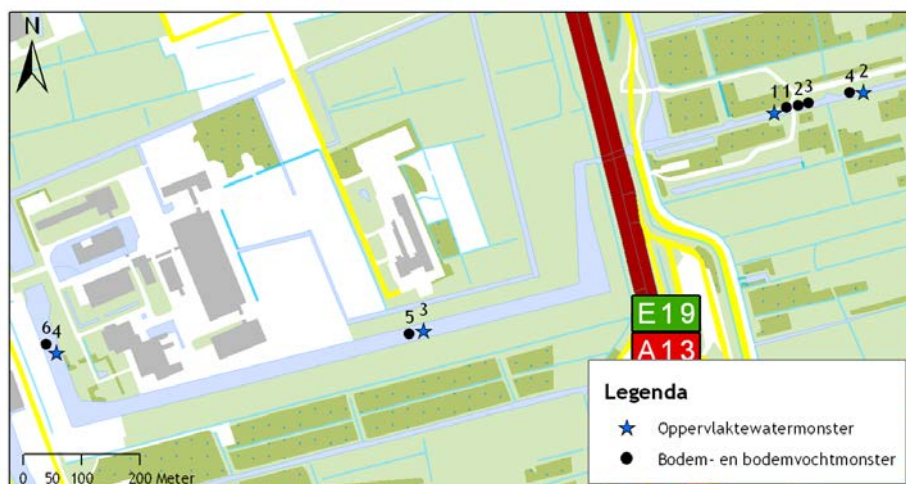 N
1 1 2 3 4 2
5 3
6 4
E19
A13
Legenda
Oppervlaktewatermonster
Bodem- en bodemvochtmonster
0 50 100 200 Meter